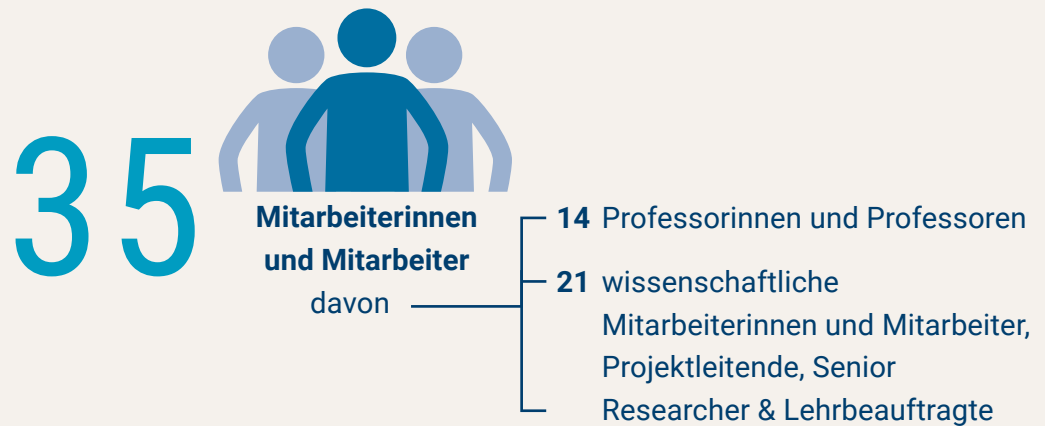 35
Mitarbeiterinnen
und Mitarbeiter
davon
14 Professorinnen und Professoren
21 wissenschaftliche
Mitarbeiterinnen und Mitarbeiter,
Projektleitende, Senior
Researcher & Lehrbeauftragte